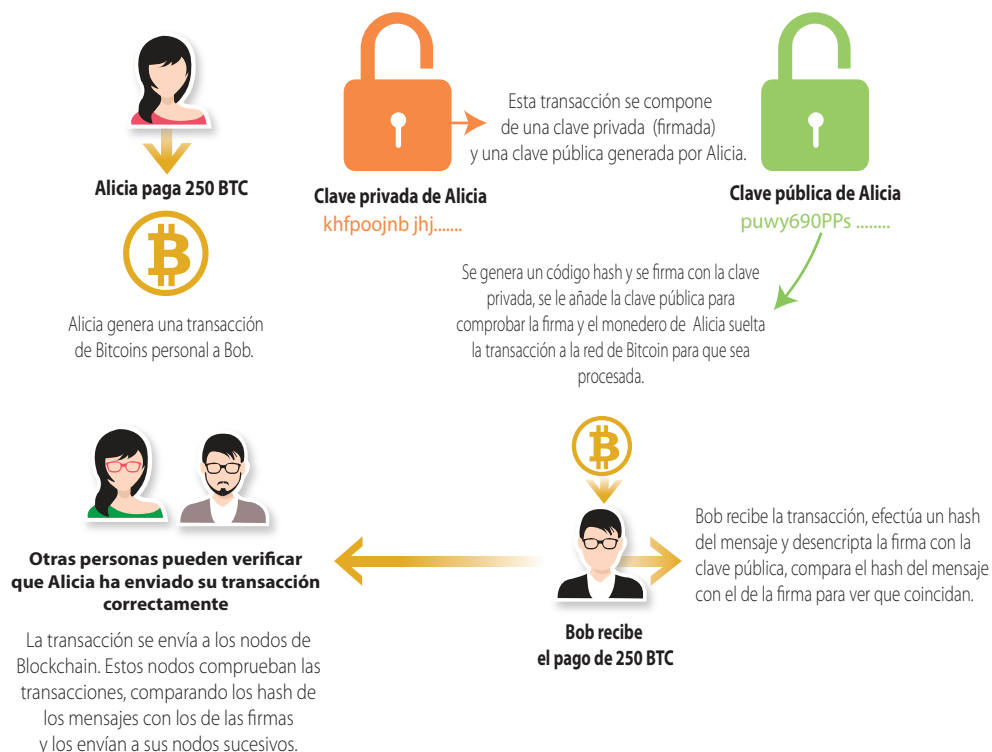 Alicia paga 250 BTC
Alicia genera una transacción
de Bitcoins personal a Bob.
Clave privada de Alicia
khfpoojnb jhj.......
Esta transacción se compone
de una clave privada (firmada)
y una clave pública generada por Alicia.
Clave pública de Alicia
puwy690PPs ........
Se genera un código hash y se firma con la clave
privada, se le añade la clave pública para
comprobar la firma y el monedero de Alicia suelta
la transacción a la red de Bitcoin para que sea
procesada.
Bob recibe
el pago de 250 BTC
Bob recibe la transacción, efectúa un hash
del mensaje y desencripta la firma con la
clave pública, compara el hash del mensaje
con el de la firma para ver que coincidan.
Otras personas pueden verificar
que Alicia ha enviado su transacción
correctamente
La transacción se envía a los nodos de
Blockchain. Estos nodos comprueban las
transacciones, comparando los hash de
los mensajes con los de las firmas
y los envían a sus nodos sucesivos.